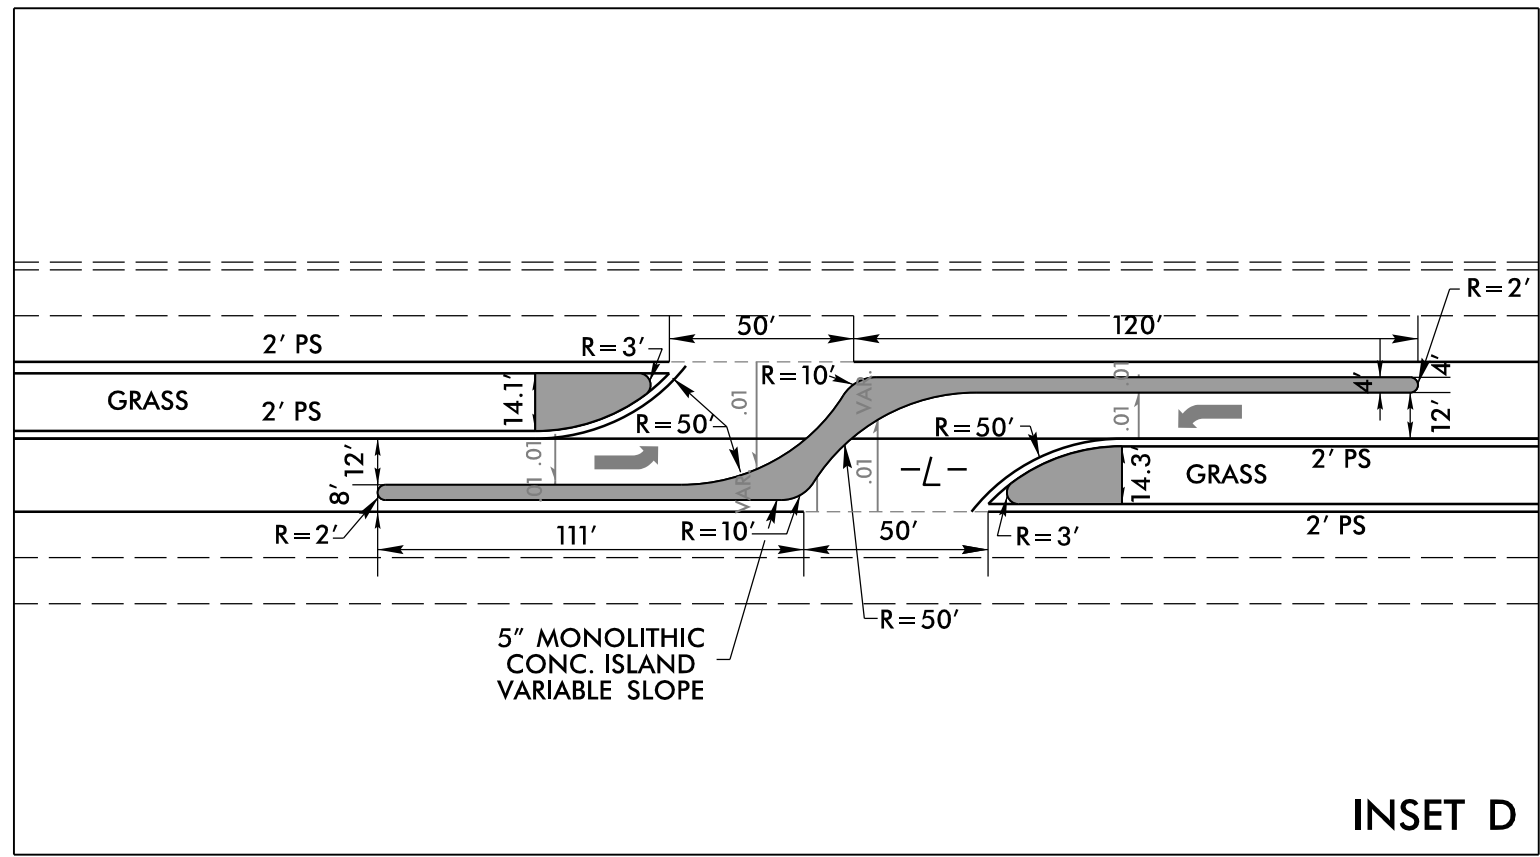 R=2'
50'
120'
2' PS
R=3'
4'
4'
R=10'
VAR.
.01
.01
GRASS
14.1'
2' PS
R=50'
R=50'
12'
.01
-L-
2' PS
12'
.01
.01
.01
VAR.
.01
14.3'
GRASS
8'
R=2'
111'
R=10'
50'
R=3'
2' PS
R=50'
5" MONOLITHIC
CONC. ISLAND
VARIABLE SLOPE
INSET D